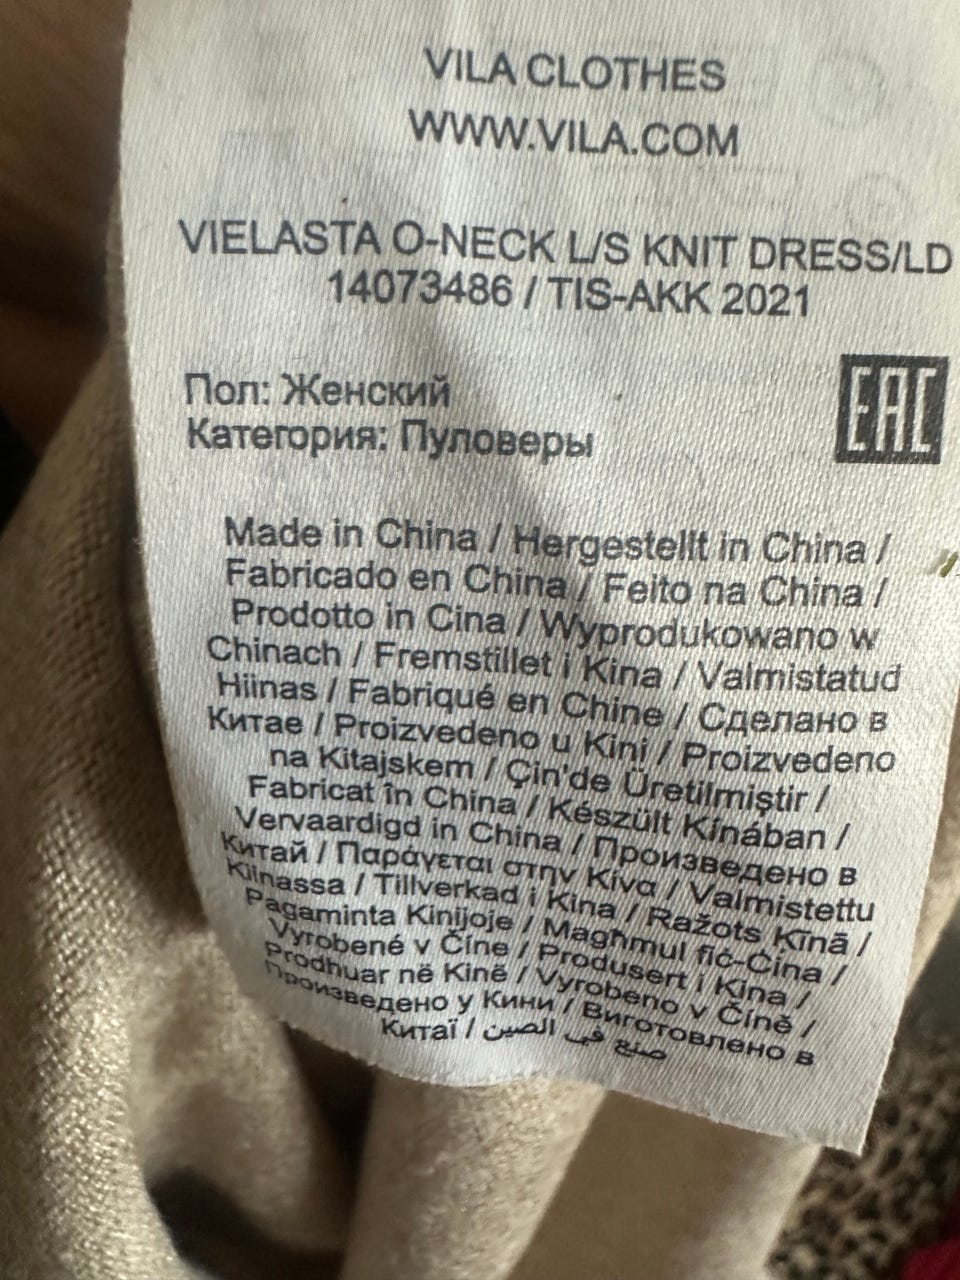 VILA CLOTHES
WWW.VILA.COM
VIELASTA O-NECK L/S KNIT DRESS/LD
14073486 / TIS-AKK 2021
Пол: Женский
Категория: Пуловеры
EAC
Made in China / Hergestellt in China /
Fabricado en China / Feito na China /
Prodotto in Cina / Wyprodukowano w
Chinach / Fremstillet i Kina / Valmistatud
Hiinas / Fabriqué en Chine / Сделано в
Китае / Proizvedeno u Kini / Proizvedeno
na Kitajskem / Çin'de Üretilmiştir /
Fabricat în China / Készült Kínában /
Vervaardigd in China / Произведено в
Китай / Παράγεται στην Κίνα / Valmistettu
Kiinassa / Tillverkad i Kina / Ražots Ķīnā /
Pagaminta Kinijoje / Magħmul fiċ-Ċina /
Vyrobené v Číne / Produsert i Kina /
Prodhuar në Kinë / Vyrobeno v Číně /
Произведено у Кини / Виготовлено в
Китаї / صنع في الصين